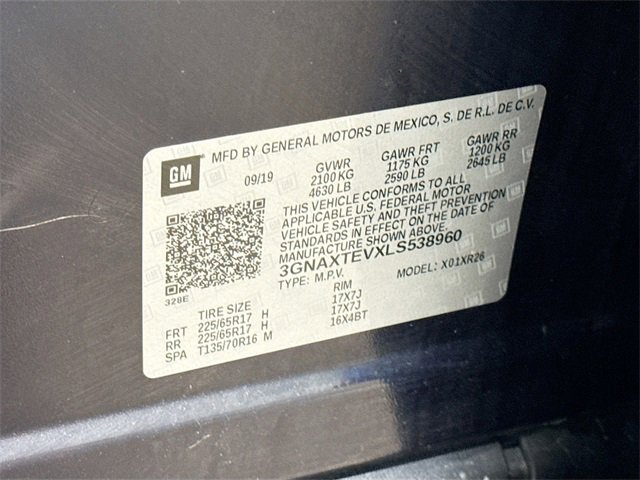 GM
MFD BY GENERAL MOTORS DE MEXICO, S. DE R.L. DE C.V.
09/19 GVWR GAWR FRT GAWR RR
2100 KG 1175 KG 1200 KG
4630 LB 2590 LB 2645 LB
THIS VEHICLE CONFORMS TO ALL
APPLICABLE U.S. FEDERAL MOTOR
VEHICLE SAFETY AND THEFT PREVENTION
STANDARDS IN EFFECT ON THE DATE OF
MANUFACTURE SHOWN ABOVE.
3GNAXTEVXLS538960
TYPE: M.P.V. MODEL: X01XR26
328E
TIRE SIZE RIM
FRT 225/65R17 H 17X7J
RR 225/65R17 H 17X7J
SPA T135/70R16 M 16X4BT